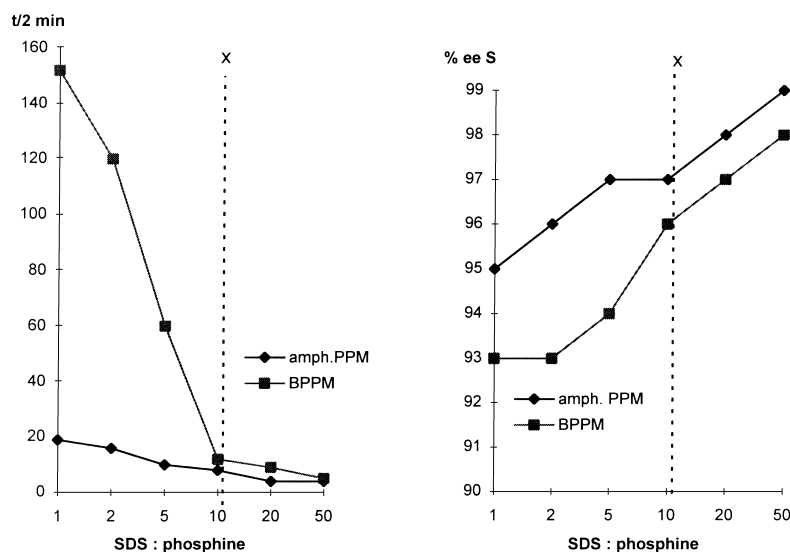 t/2 min
160
140
120
100
80
60
40
20
0
x
amph.PPM
BPPM
1 2 5 10 20 50
SDS : phosphine
% ee S
99
98
97
96
95
94
93
92
91
90
x
amph. PPM
BPPM
1 2 5 10 20 50
SDS : phosphine